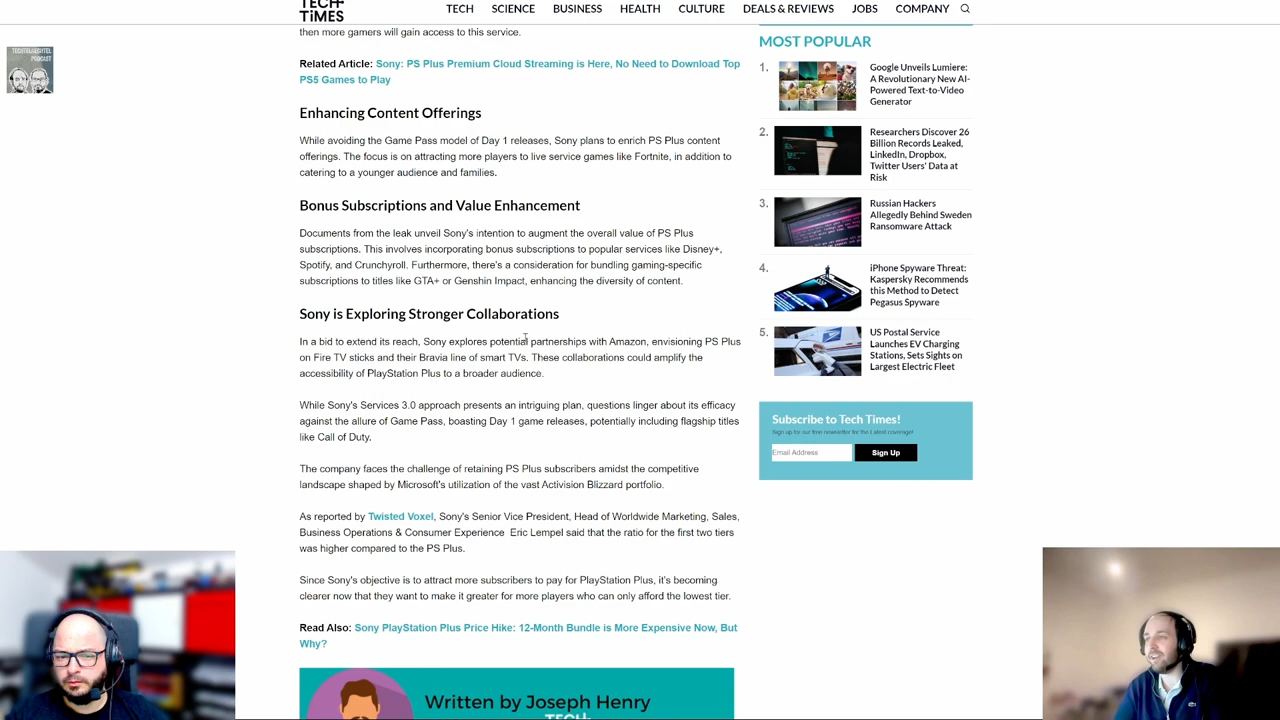 TECH
TIMES
TECH
SCIENCE
BUSINESS
HEALTH
CULTURE
DEALS & REVIEWS
JOBS
COMPANY
PODCAST
then more gamers will gain access to this service.
Related Article: Sony: PS Plus Premium Cloud Streaming is Here, No Need to Download Top
PS5 Games to Play
Enhancing Content Offerings
While avoiding the Game Pass model of Day 1 releases, Sony plans to enrich PS Plus content
offerings. The focus is on attracting more players to live service games like Fortnite, in addition to
catering to a younger audience and families.
Bonus Subscriptions and Value Enhancement
Documents from the leak unveil Sony's intention to augment the overall value of PS Plus
subscriptions. This involves incorporating bonus subscriptions to popular services like Disney+,
Spotify, and Crunchyroll. Furthermore, there's a consideration for bundling gaming-specific
subscriptions to titles like GTA+ or Genshin Impact, enhancing the diversity of content.
Sony is Exploring Stronger Collaborations
In a bid to extend its reach, Sony explores potential partnerships with Amazon, envisioning PS Plus
on Fire TV sticks and their Bravia line of smart TVs. These collaborations could amplify the
accessibility of PlayStation Plus to a broader audience.
While Sony's Services 3.0 approach presents an intriguing plan, questions linger about its efficacy
against the allure of Game Pass, boasting Day 1 game releases, potentially including flagship titles
like Call of Duty.
The company faces the challenge of retaining PS Plus subscribers amidst the competitive
landscape shaped by Microsoft's utilization of the vast Activision Blizzard portfolio.
As reported by Twisted Voxel, Sony's Senior Vice President, Head of Worldwide Marketing, Sales,
Business Operations & Consumer Experience Eric Lempel said that the ratio for the first two tiers
was higher compared to the PS Plus.
Since Sony's objective is to attract more subscribers to pay for PlayStation Plus, it's becoming
clearer now that they want to make it greater for more players who can only afford the lowest tier.
Read Also: Sony PlayStation Plus Price Hike: 12-Month Bundle is More Expensive Now, But
Why?
Written by Joseph Henry
TECH
MOST POPULAR
1.
Google Unveils Lumiere:
A Revolutionary New AI-
Powered Text-to-Video
Generator
2.
Researchers Discover 26
Billion Records Leaked,
LinkedIn, Dropbox,
Twitter Users' Data at
Risk
3.
Russian Hackers
Allegedly Behind Sweden
Ransomware Attack
4.
iPhone Spyware Threat:
Kaspersky Recommends
this Method to Detect
Pegasus Spyware
5.
US Postal Service
Launches EV Charging
Stations, Sets Sights on
Largest Electric Fleet
Subscribe to Tech Times!
Sign up for our free newsletter for the Latest coverage!
Email Address
Sign Up